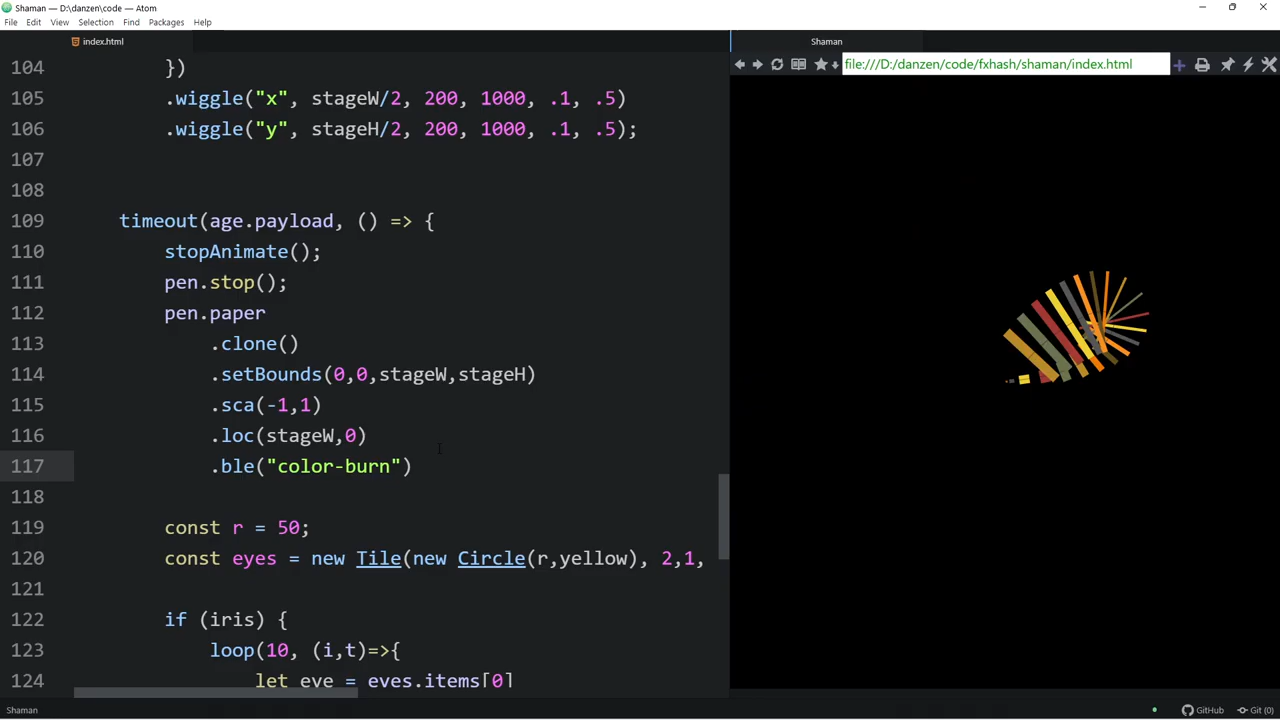 Shaman — D:\danzen\code — Atom
File Edit View Selection Find Packages Help
index.html
Shaman
file:///D:/danzen/code/fxhash/shaman/index.html
104 })
105 .wiggle("x", stageW/2, 200, 1000, .1, .5)
106 .wiggle("y", stageH/2, 200, 1000, .1, .5);
107
108
109 timeout(age.payload, () => {
110 stopAnimate();
111 pen.stop();
112 pen.paper
113 .clone()
114 .setBounds(0,0,stageW,stageH)
115 .sca(-1,1)
116 .loc(stageW,0)
117 .ble("color-burn")
118
119 const r = 50;
120 const eyes = new Tile(new Circle(r,yellow), 2,1,
121
122 if (iris) {
123 loop(10, (i,t)=>{
124 let eye = eyes.items[0]
Shaman
GitHub
Git (0)